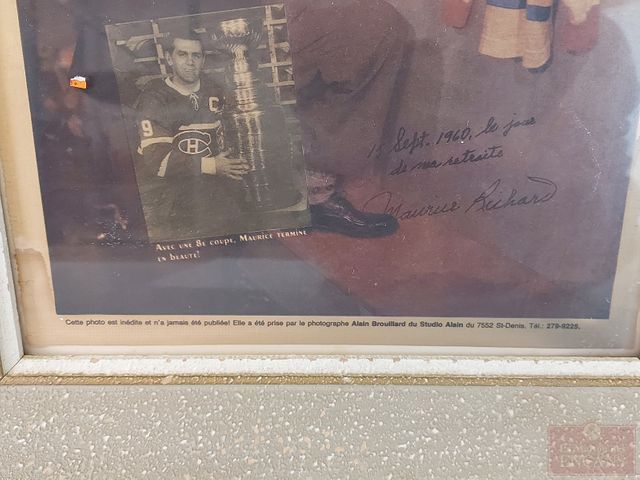 9
C
CH
15 Sept. 1960, le jour
de ma retraite
Maurice Richard
Avec une 8e coupe, Maurice termine
en beauté!
Cette photo est inédite et n'a jamais été publiée! Elle a été prise par le photographe Alain Brouillard du Studio Alain du 7552 St-Denis. Tél.: 279-9225.